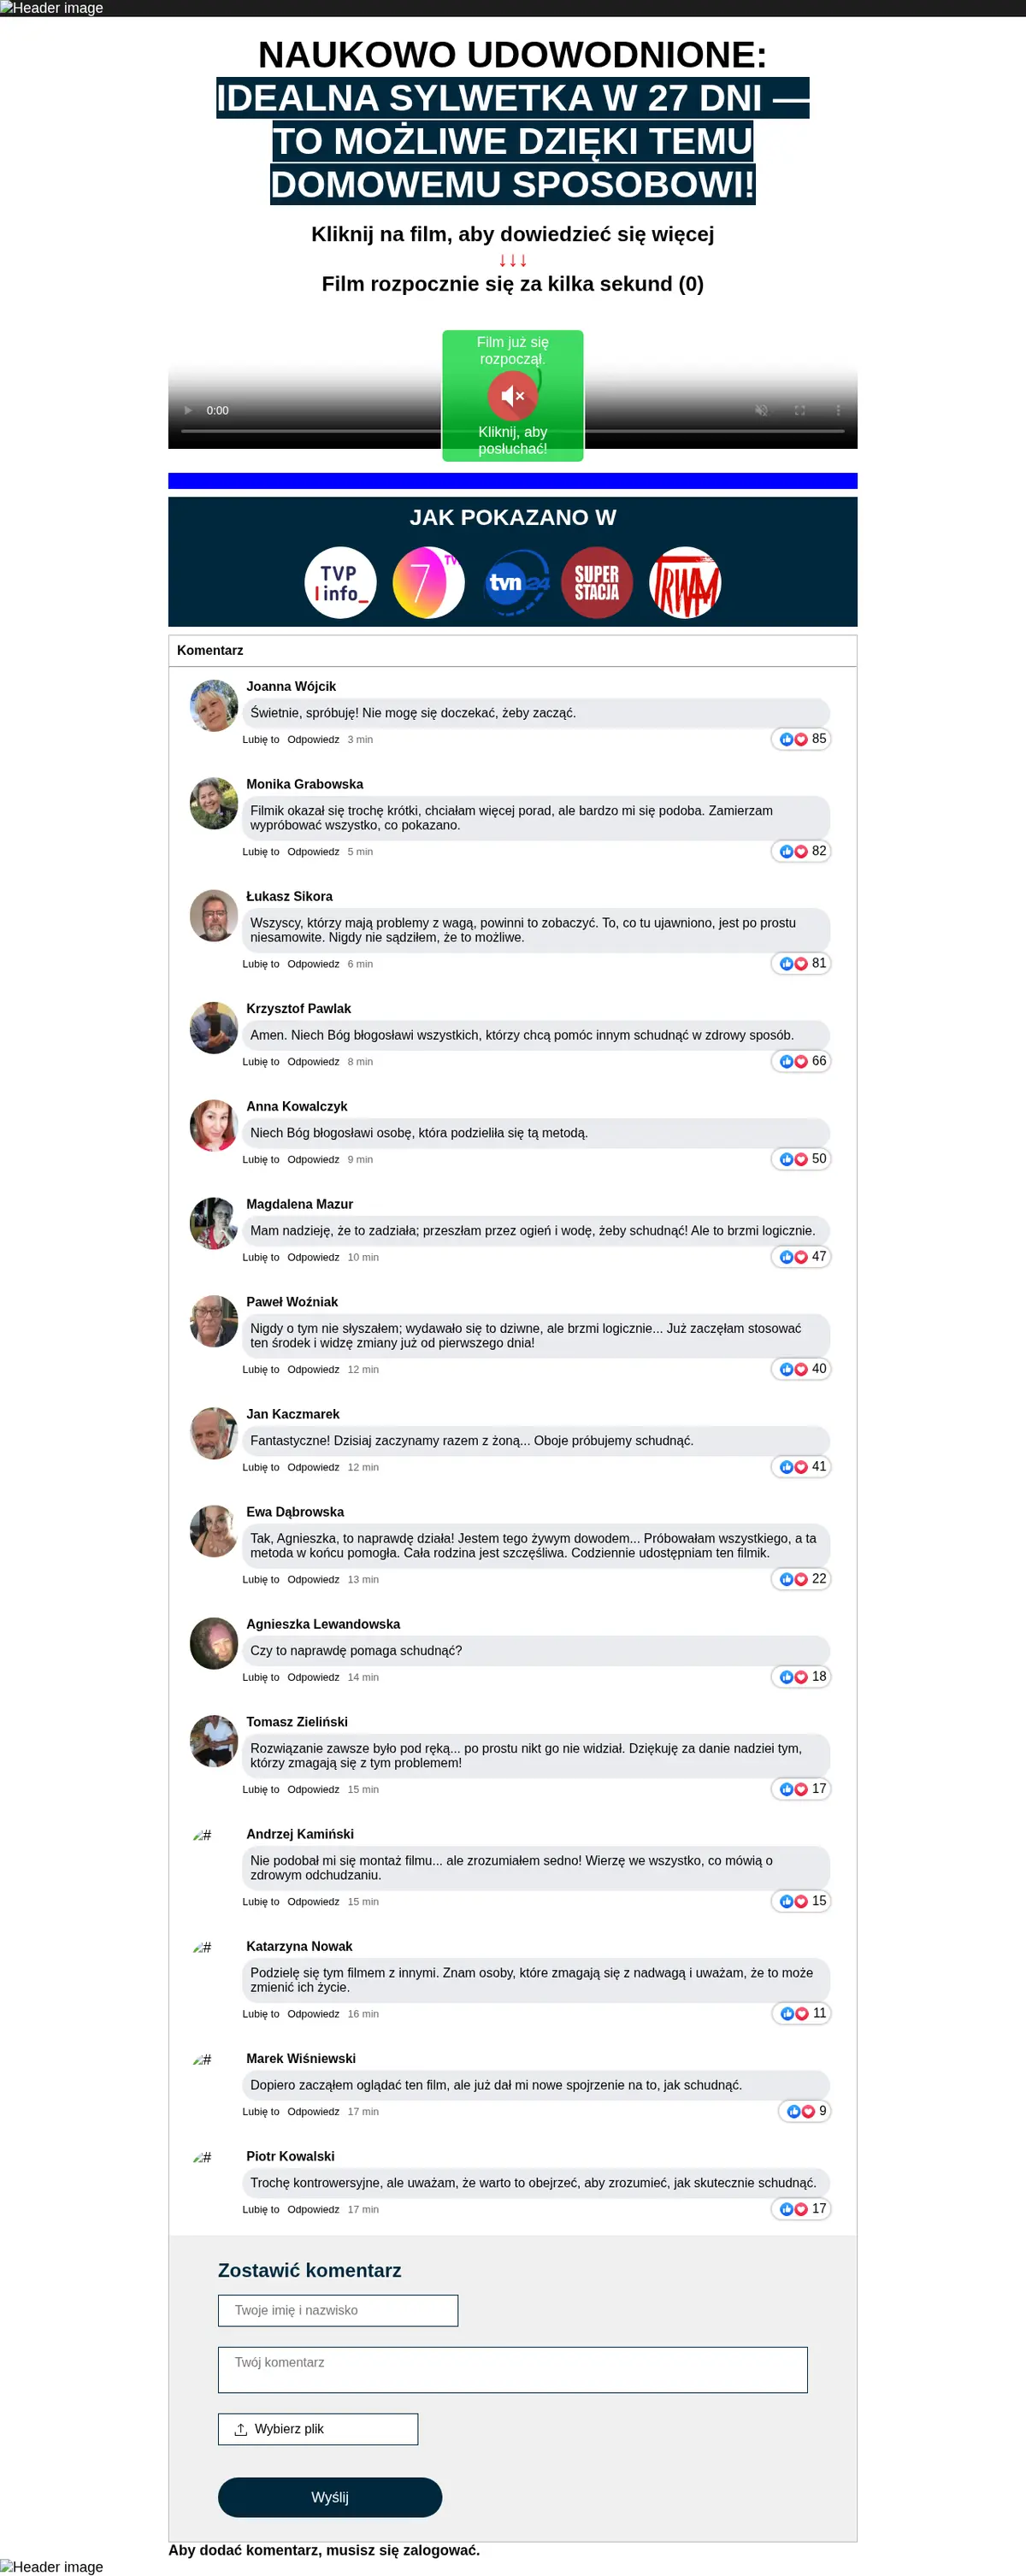 Header image
NAUKOWO UDOWODNIONE:
IDEALNA SYLWETKA W 27 DNI —
TO MOŻLIWE DZIĘKI TEMU
DOMOWEMU SPOSOBOWI!
Kliknij na film, aby dowiedzieć się więcej
↓↓↓
Film rozpocznie się za kilka sekund (0)
Film już się
rozpoczął.
0:00
Kliknij, aby
posłuchać!
JAK POKAZANO W
TVP info_
7 TV
tvn24
SUPER STACJA
TRWAM
Komentarz
Joanna Wójcik
Świetnie, spróbuję! Nie mogę się doczekać, żeby zacząć.
Lubię to Odpowiedz 3 min 85
Monika Grabowska
Filmik okazał się trochę krótki, chciałam więcej porad, ale bardzo mi się podoba. Zamierzam
wypróbować wszystko, co pokazano.
Lubię to Odpowiedz 5 min 82
Łukasz Sikora
Wszyscy, którzy mają problemy z wagą, powinni to zobaczyć. To, co tu ujawniono, jest po prostu
niesamowite. Nigdy nie sądziłem, że to możliwe.
Lubię to Odpowiedz 6 min 81
Krzysztof Pawlak
Amen. Niech Bóg błogosławi wszystkich, którzy chcą pomóc innym schudnąć w zdrowy sposób.
Lubię to Odpowiedz 8 min 66
Anna Kowalczyk
Niech Bóg błogosławi osobę, która podzieliła się tą metodą.
Lubię to Odpowiedz 9 min 50
Magdalena Mazur
Mam nadzieję, że to zadziała; przeszłam przez ogień i wodę, żeby schudnąć! Ale to brzmi logicznie.
Lubię to Odpowiedz 10 min 47
Paweł Woźniak
Nigdy o tym nie słyszałem; wydawało się to dziwne, ale brzmi logicznie... Już zaczęłam stosować
ten środek i widzę zmiany już od pierwszego dnia!
Lubię to Odpowiedz 12 min 40
Jan Kaczmarek
Fantastyczne! Dzisiaj zaczynamy razem z żoną... Oboje próbujemy schudnąć.
Lubię to Odpowiedz 12 min 41
Ewa Dąbrowska
Tak, Agnieszka, to naprawdę działa! Jestem tego żywym dowodem... Próbowałam wszystkiego, a ta
metoda w końcu pomogła. Cała rodzina jest szczęśliwa. Codziennie udostępniam ten filmik.
Lubię to Odpowiedz 13 min 22
Agnieszka Lewandowska
Czy to naprawdę pomaga schudnąć?
Lubię to Odpowiedz 14 min 18
Tomasz Zieliński
Rozwiązanie zawsze było pod ręką... po prostu nikt go nie widział. Dziękuję za danie nadziei tym,
którzy zmagają się z tym problemem!
Lubię to Odpowiedz 15 min 17
# Andrzej Kamiński
Nie podobał mi się montaż filmu... ale zrozumiałem sedno! Wierzę we wszystko, co mówią o
zdrowym odchudzaniu.
Lubię to Odpowiedz 15 min 15
# Katarzyna Nowak
Podzielę się tym filmem z innymi. Znam osoby, które zmagają się z nadwagą i uważam, że to może
zmienić ich życie.
Lubię to Odpowiedz 16 min 11
# Marek Wiśniewski
Dopiero zacząłem oglądać ten film, ale już dał mi nowe spojrzenie na to, jak schudnąć.
Lubię to Odpowiedz 17 min 9
# Piotr Kowalski
Trochę kontrowersyjne, ale uważam, że warto to obejrzeć, aby zrozumieć, jak skutecznie schudnąć.
Lubię to Odpowiedz 17 min 17
Zostawić komentarz
Twoje imię i nazwisko
Twój komentarz
Wybierz plik
Wyślij
Aby dodać komentarz, musisz się zalogować.
Header image